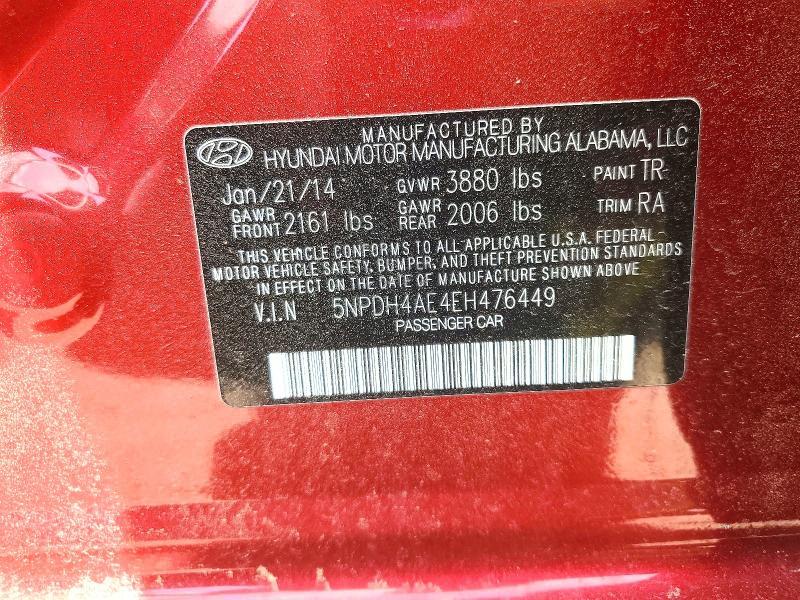 MANUFACTURED BY
HYUNDAI MOTOR MANUFACTURING ALABAMA, LLC
Jan/21/14 GVWR 3880 lbs PAINT TR
GAWR FRONT 2161 lbs GAWR REAR 2006 lbs TRIM RA
THIS VEHICLE CONFORMS TO ALL APPLICABLE U.S.A. FEDERAL
MOTOR VEHICLE SAFETY, BUMPER, AND THEFT PREVENTION STANDARDS
IN EFFECT ON THE DATE OF MANUFACTURE SHOWN ABOVE
V.I.N 5NPDH4AE4EH476449
PASSENGER CAR